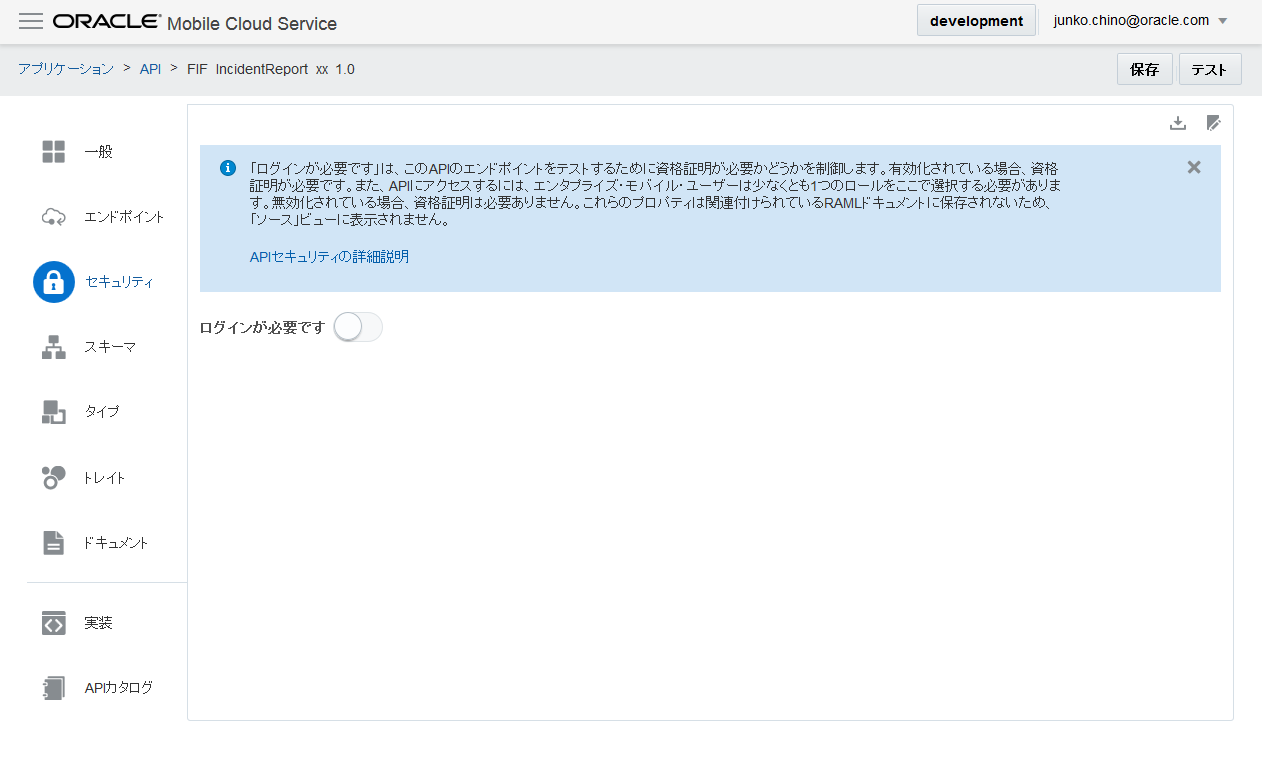 ORACLE® Mobile Cloud Service
development
junko.chino@oracle.com
アプリケーション > API > FIF IncidentReport xx 1.0
保存
テスト
一般
エンドポイント
セキュリティ
スキーマ
タイプ
トレイト
ドキュメント
実装
APIカタログ
「ログインが必要です」は、このAPIのエンドポイントをテストするために資格証明が必要かどうかを制御します。有効化されている場合、資格
証明が必要です。また、APIにアクセスするには、エンタプライズ・モバイル・ユーザーは少なくとも1つのロールをここで選択する必要がありま
す。無効化されている場合、資格証明は必要ありません。これらのプロパティは関連付けられているRAMLドキュメントに保存されないため、
「ソース」ビューに表示されません。
APIセキュリティの詳細説明
ログインが必要です